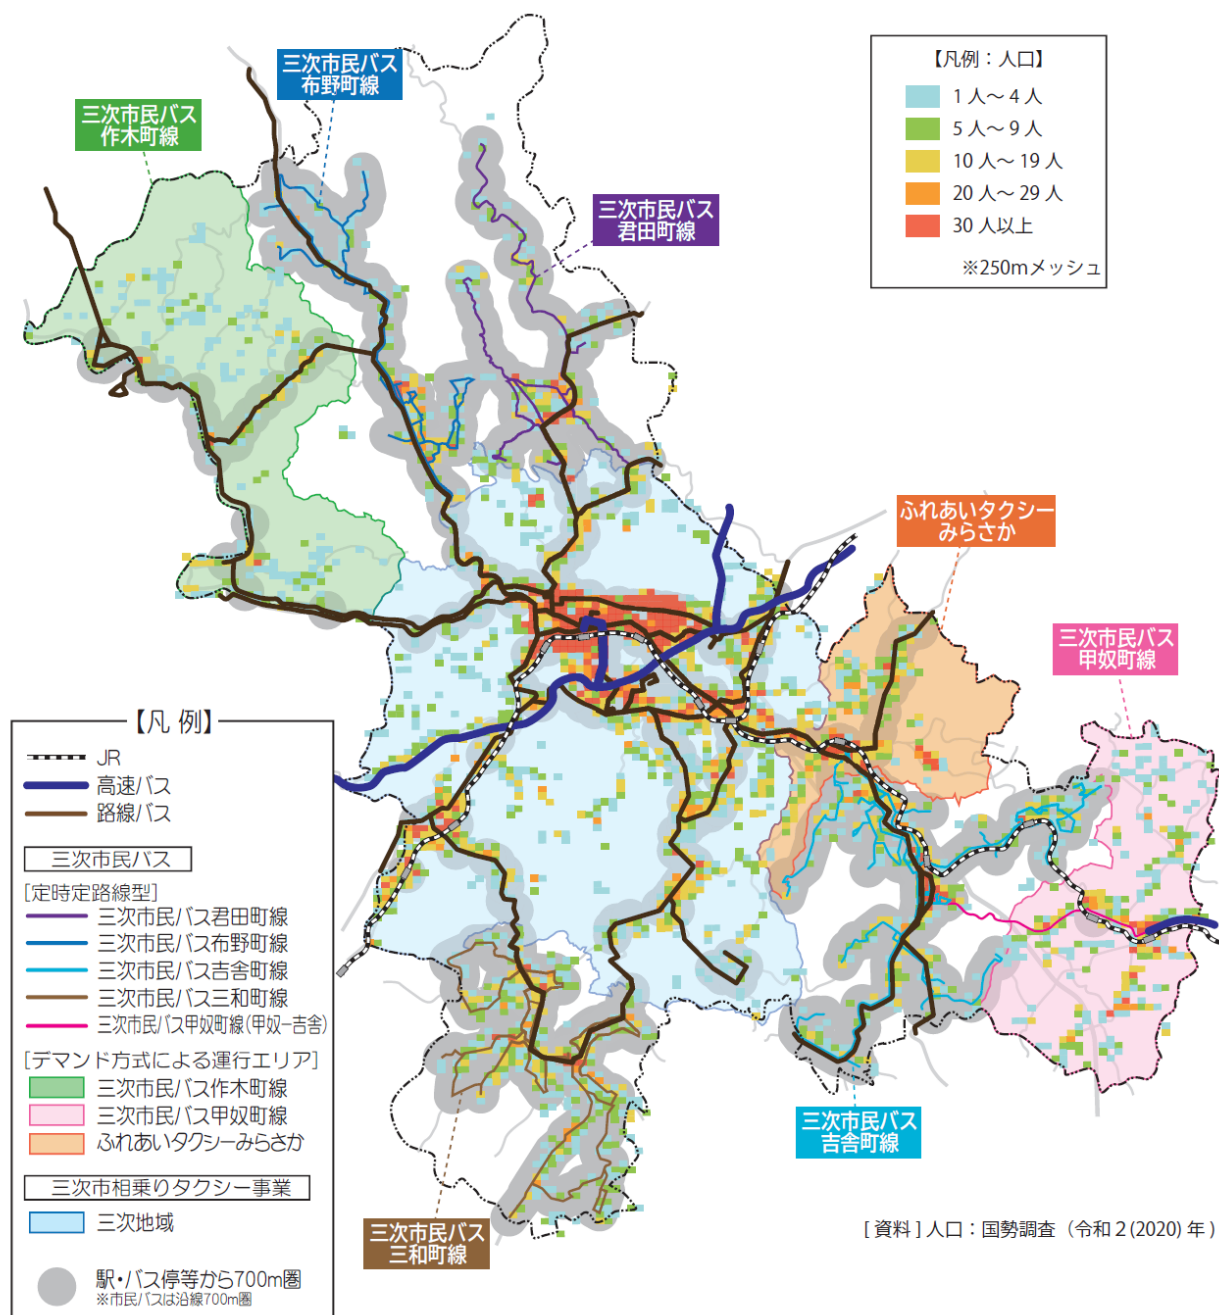 三次市民バス
布野町線
三次市民バス
作木町線
三次市民バス
君田町線
【凡例：人口】
1人～4人
5人～9人
10人～19人
20人～29人
30人以上
※250mメッシュ
ふれあいタクシー
みらさか
三次市民バス
甲奴町線
【凡 例】
JR
高速バス
路線バス
三次市民バス
[定時定路線型]
三次市民バス君田町線
三次市民バス布野町線
三次市民バス吉舎町線
三次市民バス三和町線
三次市民バス甲奴町線(甲奴ー吉舎)
[デマンド方式による運行エリア]
三次市民バス作木町線
三次市民バス甲奴町線
ふれあいタクシーみらさか
三次市相乗りタクシー事業
三次地域
駅・バス停等から700m圏
※市民バスは沿線700m圏
三次市民バス
吉舎町線
三次市民バス
三和町線
[資料]人口：国勢調査（令和2(2020)年)